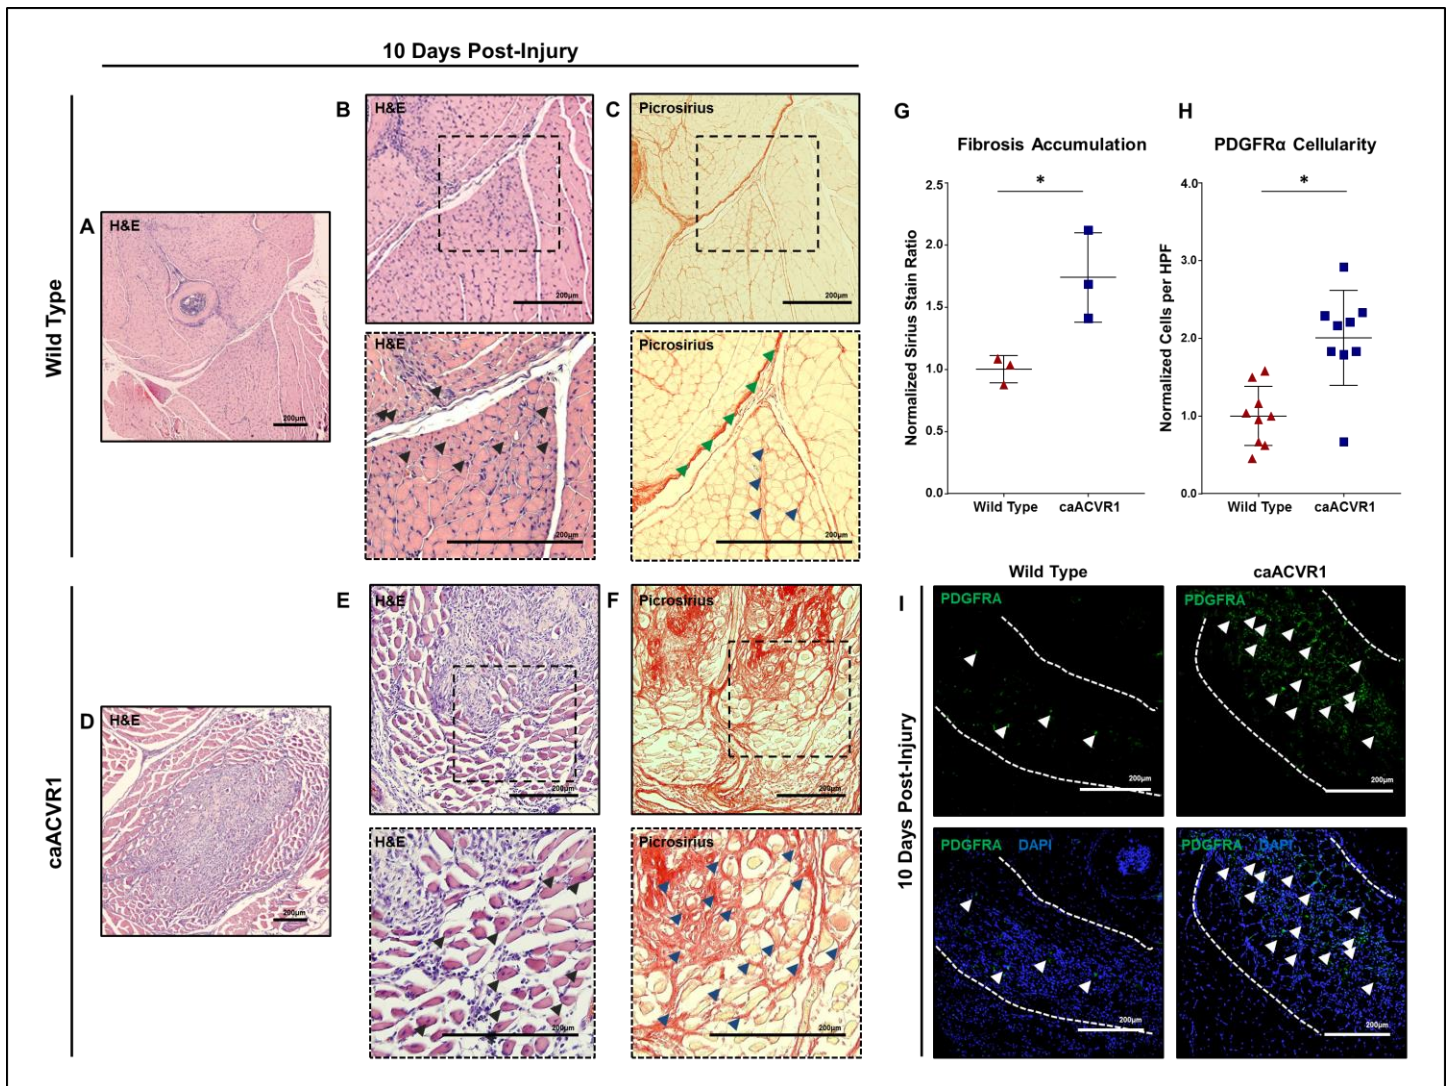 10 Days Post-Injury
Wild Type
A
H&E
200µm
B
H&E
200µm
H&E
200µm
C
Picrosirius
200µm
Picrosirius
200µm
caACVR1
D
H&E
200µm
E
H&E
200µm
H&E
200µm
F
Picrosirius
200µm
Picrosirius
200µm
G
Fibrosis Accumulation
*
Normalized Sirius Stain Ratio
2.5
2.0
1.5
1.0
0.5
0.0
Wild Type caACVR1
H
PDGFRα Cellularity
*
Normalized Cells per HPF
4.0
3.0
2.0
1.0
0.0
Wild Type caACVR1
I
10 Days Post-Injury
Wild Type
caACVR1
PDGFRA
200µm
PDGFRA
200µm
PDGFRA DAPI
200µm
PDGFRA DAPI
200µm